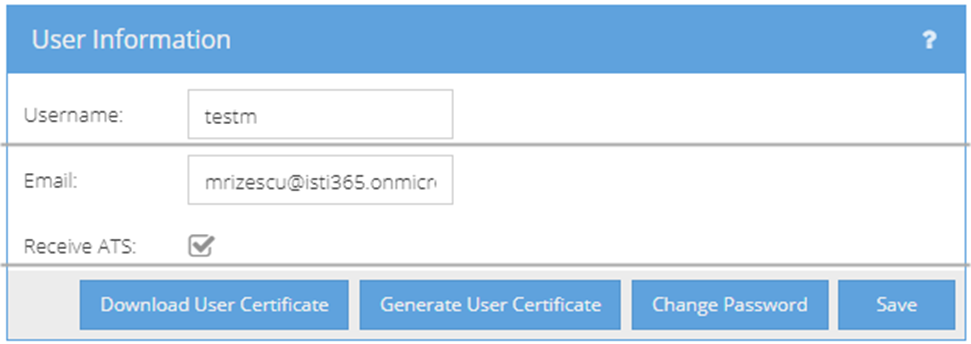 User Information ?
Username: testm
Email: mrizescu@isti365.onmicr
Receive ATS:
Download User Certificate Generate User Certificate Change Password Save